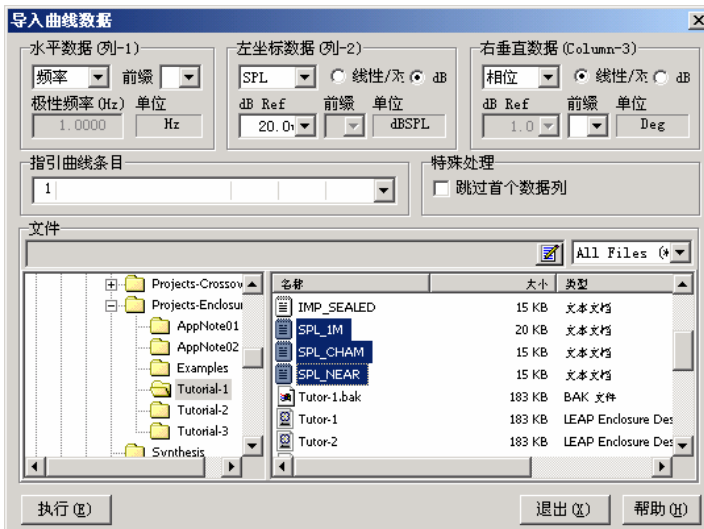 导入曲线数据
水平数据(列-1) 左坐标数据(列-2) 右垂直数据(Column-3)
频率 前缀 SPL 线性/无 dB 相位 线性/无 dB
极性频率(Hz) 单位 dB Ref 前缀 单位 dB Ref 前缀 单位
1.0000 Hz 20.0 dBSPL 1.0 Deg
指引曲线条目 特殊处理
1 跳过首个数据列
文件
All Files (*
Projects-Crossov
Projects-Enclosur
AppNote01
AppNote02
Examples
Tutorial-1
Tutorial-2
Tutorial-3
Synthesis
名称 大小 类型
IMP_SEALED 15 KB 文本文档
SPL_1M 20 KB 文本文档
SPL_CHAM 15 KB 文本文档
SPL_NEAR 15 KB 文本文档
Tutor-1.bak 183 KB BAK 文件
Tutor-1 183 KB LEAP Enclosure Des
Tutor-2 183 KB LEAP Enclosure Des
执行(E) 退出(X) 帮助(H)